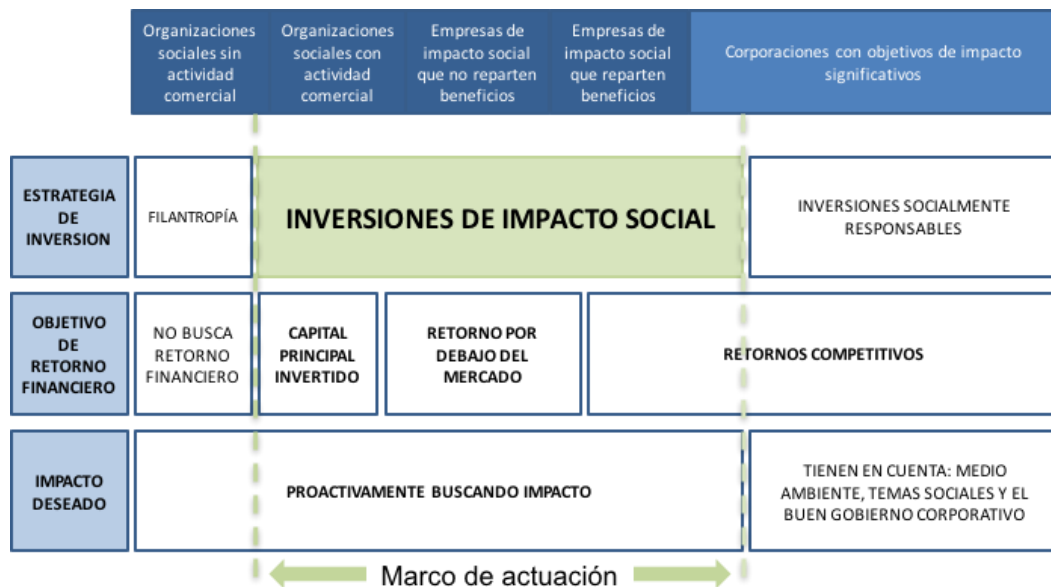 Organizaciones
sociales sin
actividad
comercial
Organizaciones
sociales con
actividad
comercial
Empresas de
impacto social
que no reparten
beneficios
Empresas de
impacto social
que reparten
beneficios
Corporaciones con objetivos de impacto
significativos
ESTRATEGIA
DE
INVERSION
FILANTROPÍA
INVERSIONES DE IMPACTO SOCIAL
INVERSIONES SOCIALMENTE
RESPONSABLES
OBJETIVO
DE
RETORNO
FINANCIERO
NO BUSCA
RETORNO
FINANCIERO
CAPITAL
PRINCIPAL
INVERTIDO
RETORNO POR
DEBAJO DEL
MERCADO
RETORNOS COMPETITIVOS
IMPACTO
DESEADO
PROACTIVAMENTE BUSCANDO IMPACTO
TIENEN EN CUENTA: MEDIO
AMBIENTE, TEMAS SOCIALES Y EL
BUEN GOBIERNO CORPORATIVO
Marco de actuación